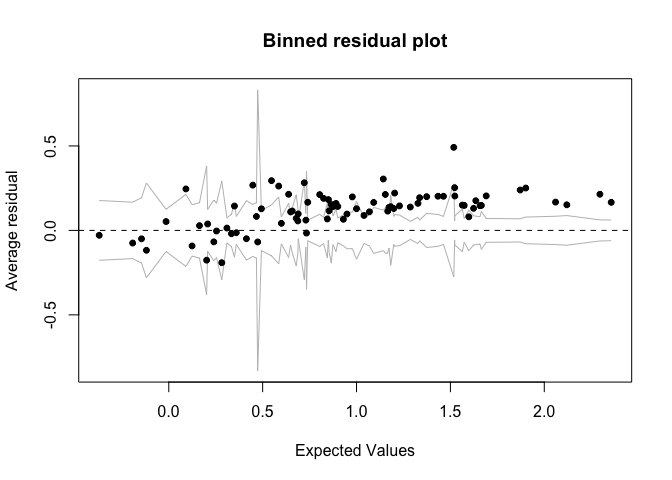 Binned residual plot
Average residual
0.5
0.0
-0.5
0.0 0.5 1.0 1.5 2.0
Expected Values